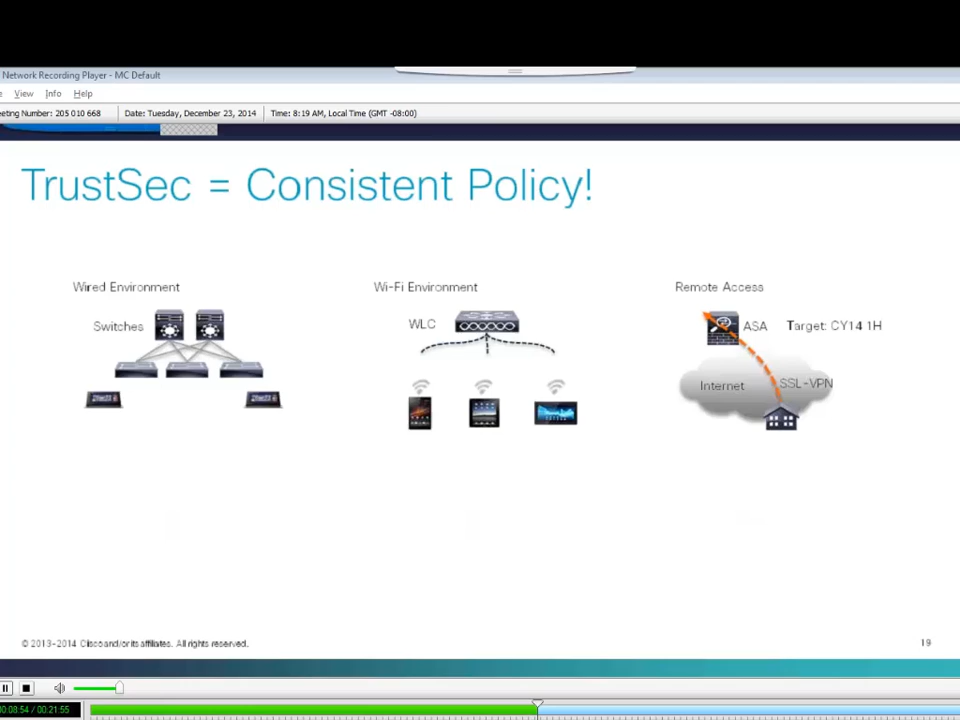 Network Recording Player - MC Default
View Info Help
eeting Number: 205 010 668 Date: Tuesday, December 23, 2014 Time: 8:19 AM, Local Time (GMT -08:00)
TrustSec = Consistent Policy!
Wired Environment
Switches
Wi-Fi Environment
WLC
Remote Access
ASA Target: CY14 1H
Internet SSL-VPN
© 2013-2014 Cisco and/or its affiliates. All rights reserved.
19
0:08:54 / 00:21:55